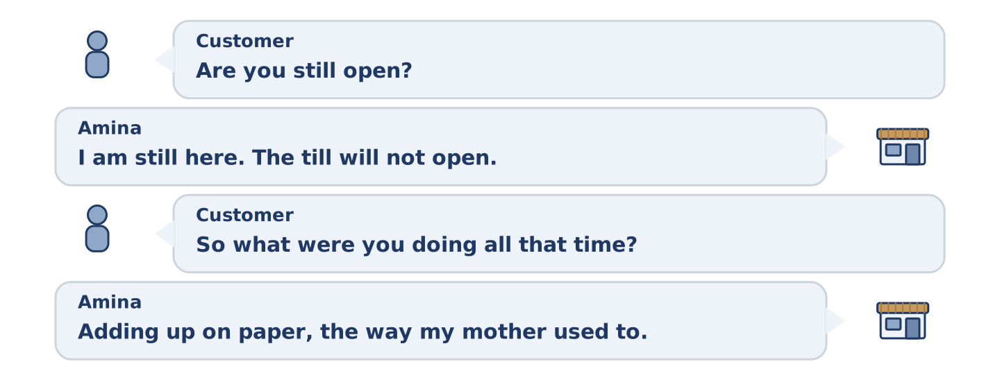 Customer
Are you still open?
Amina
I am still here. The till will not open.
Customer
So what were you doing all that time?
Amina
Adding up on paper, the way my mother used to.